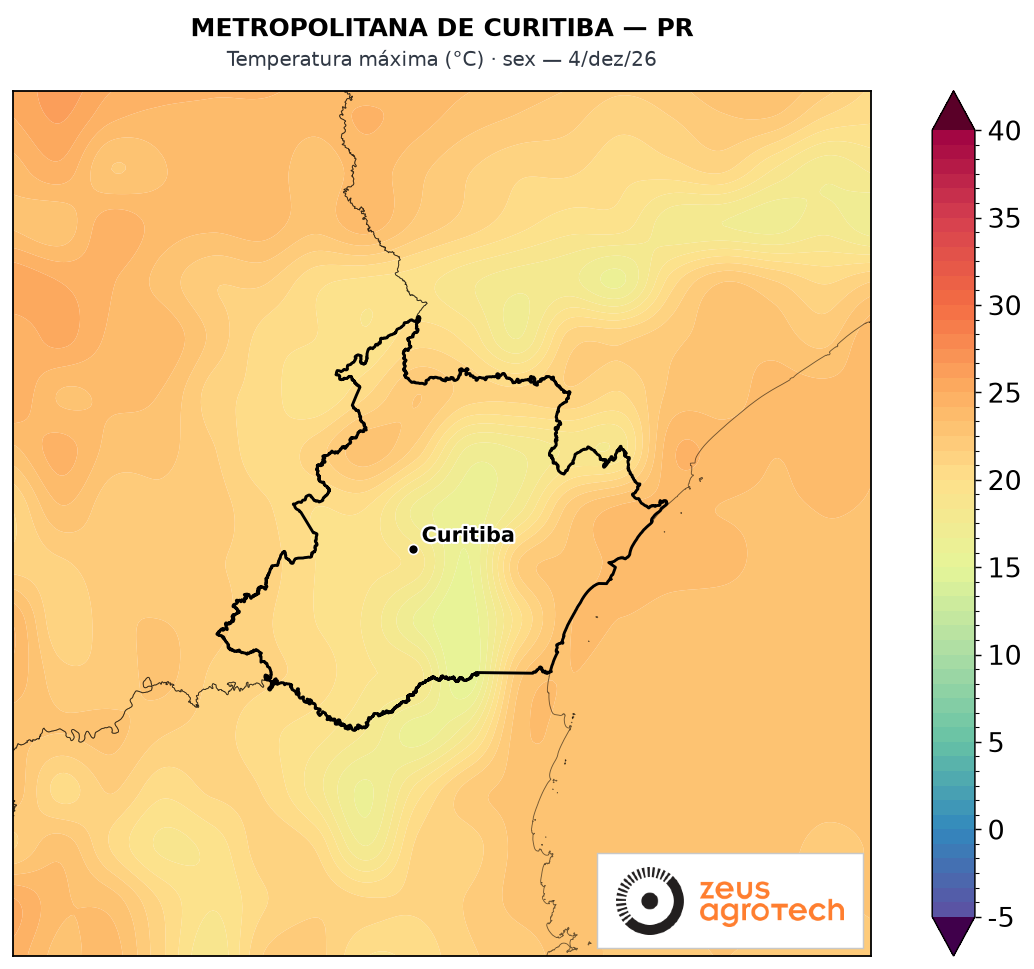 METROPOLITANA DE CURITIBA — PR
Temperatura máxima (°C) · sex — 4/dez/26
40
35
30
25
20
15
10
5
0
-5
Curitiba
zeus
agrotech